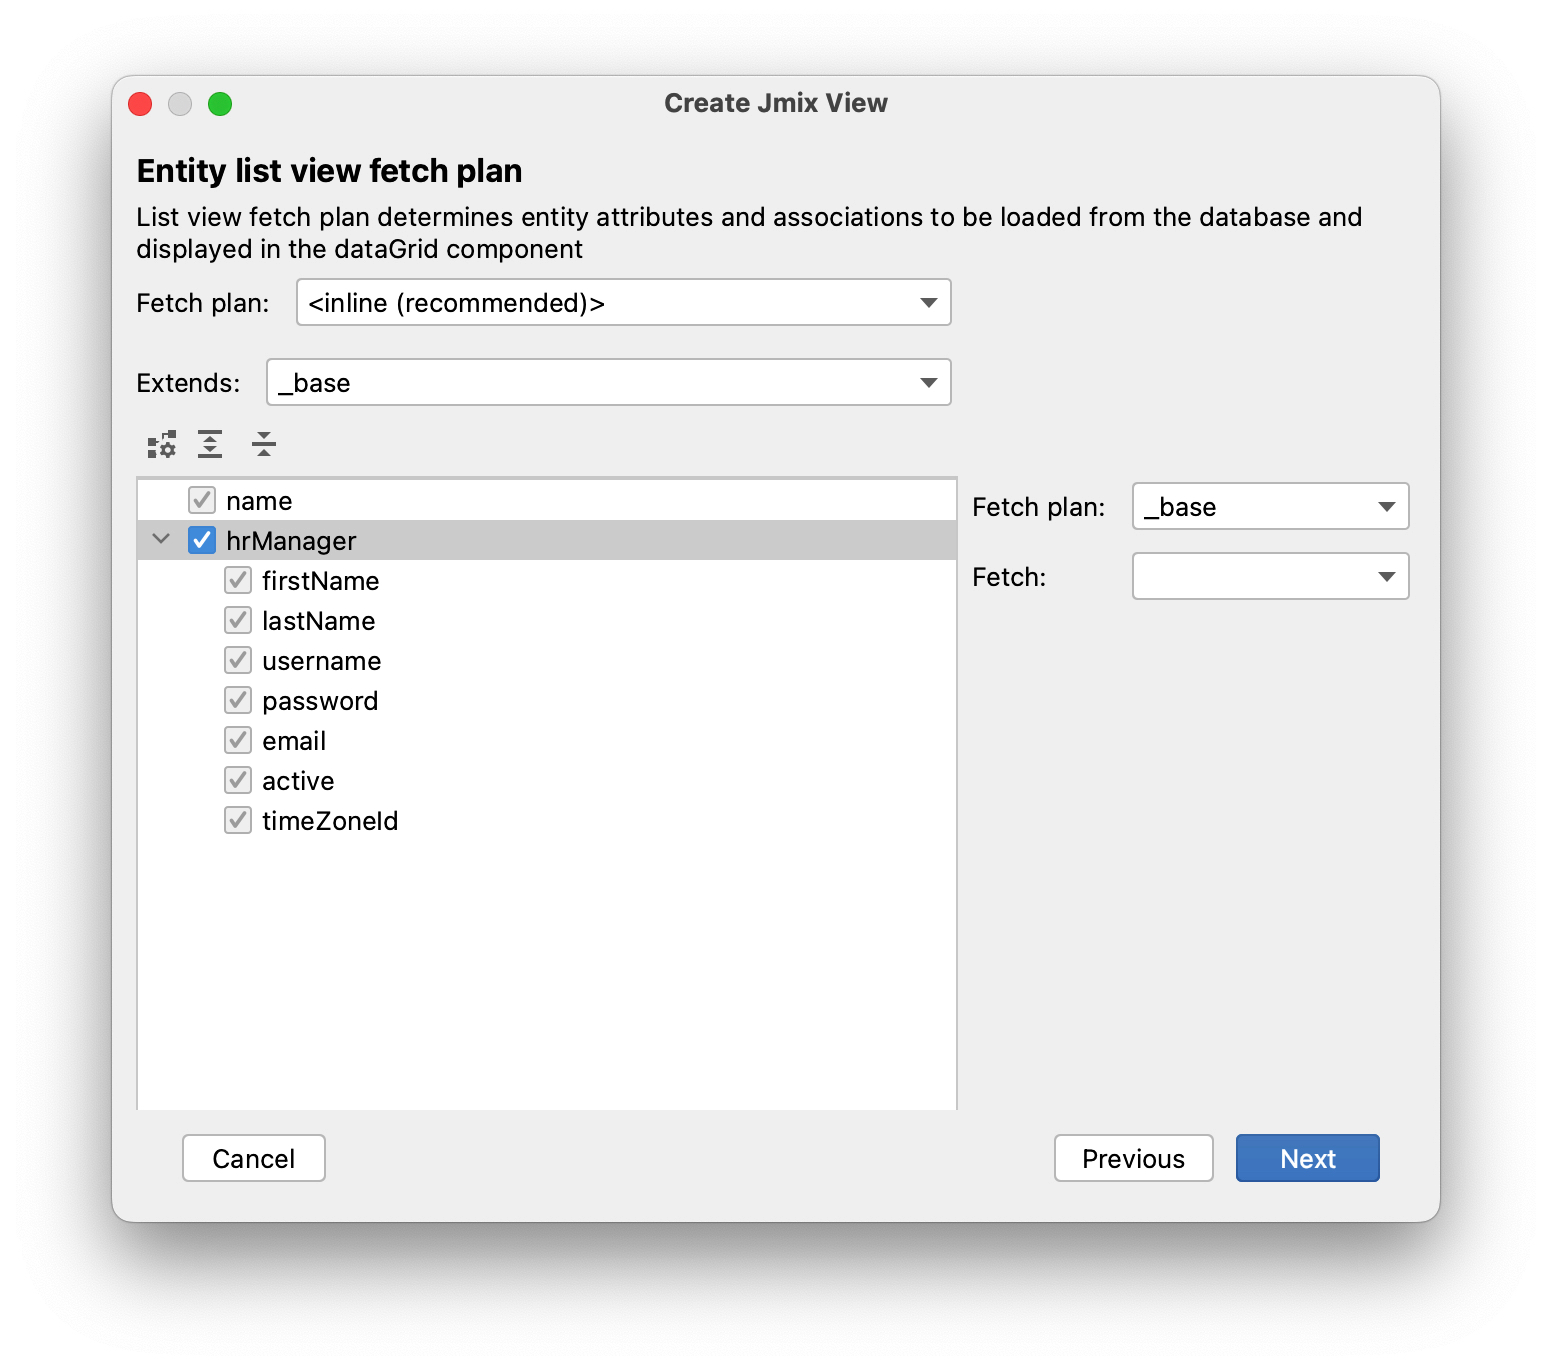 Create Jmix View
Entity list view fetch plan
List view fetch plan determines entity attributes and associations to be loaded from the database and
displayed in the dataGrid component
Fetch plan: <inline (recommended)>
Extends: _base
name
hrManager
firstName
lastName
username
password
email
active
timeZoneId
Fetch plan: _base
Fetch:
Cancel
Previous
Next